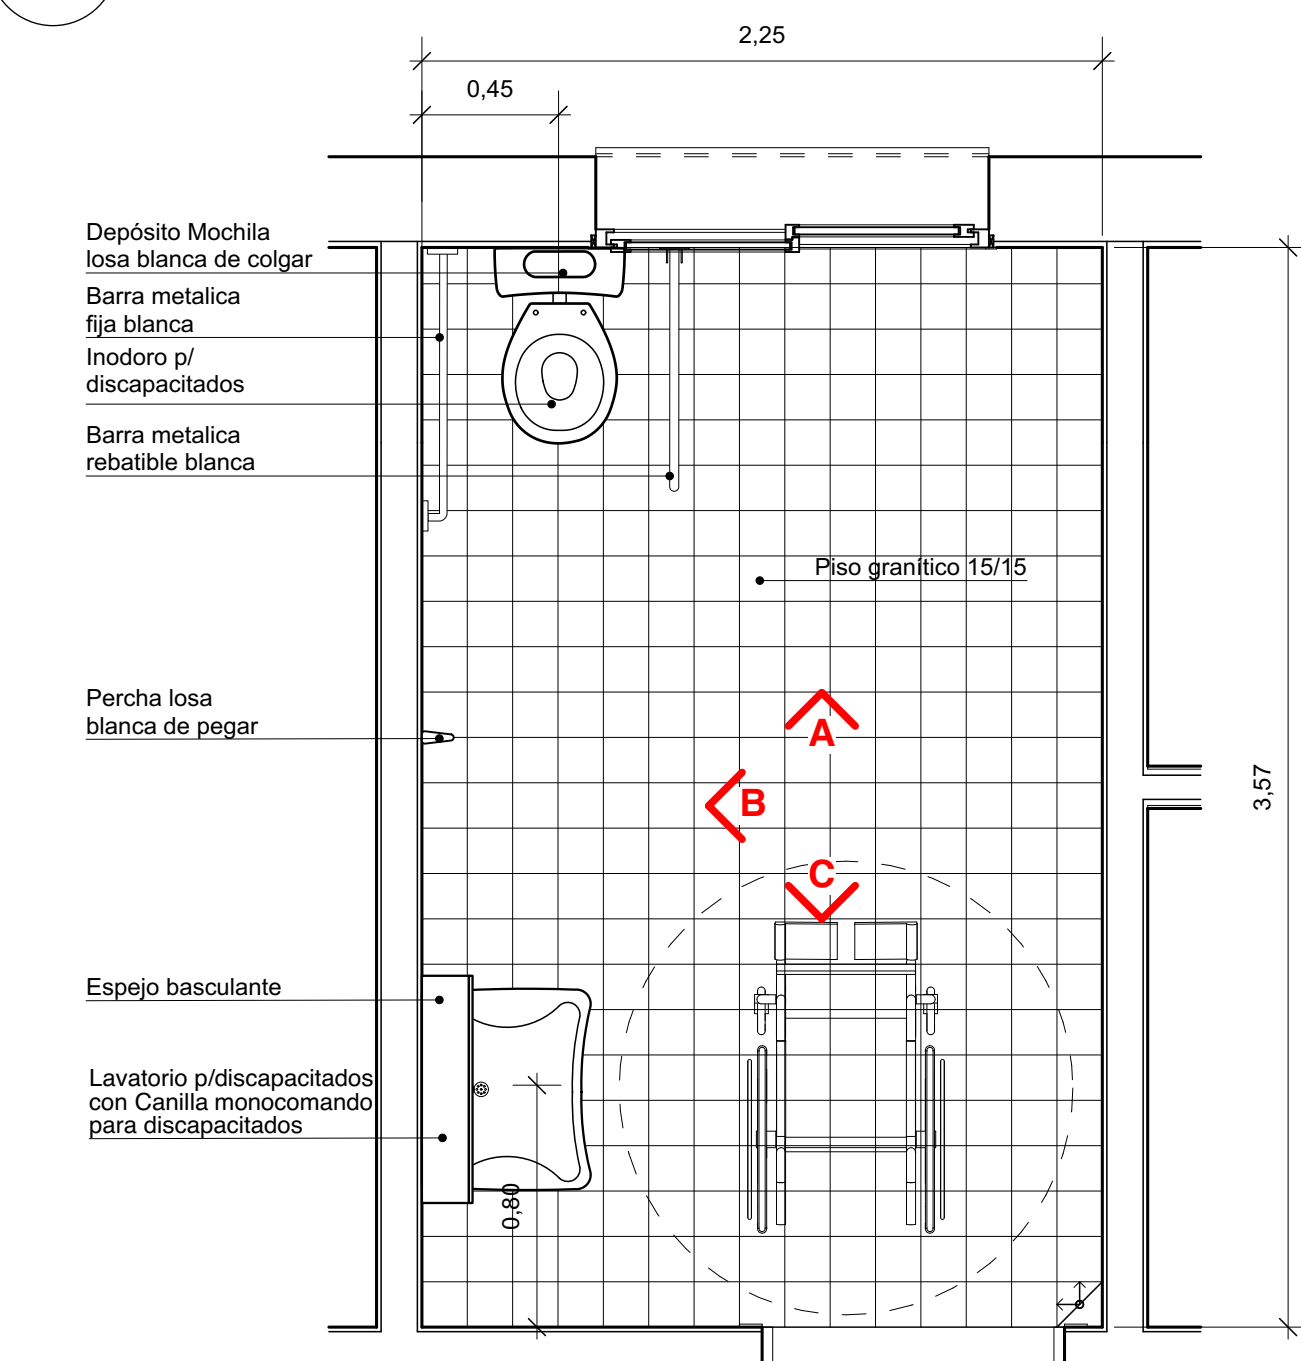 2,25
0,45
Depósito Mochila
losa blanca de colgar
Barra metalica
fija blanca
Inodoro p/
discapacitados
Barra metalica
rebatible blanca
Piso granítico 15/15
Percha losa
blanca de pegar
A
B
3,57
C
Espejo basculante
Lavatorio p/discapacitados
con Canilla monocomando
para discapacitados
0,80